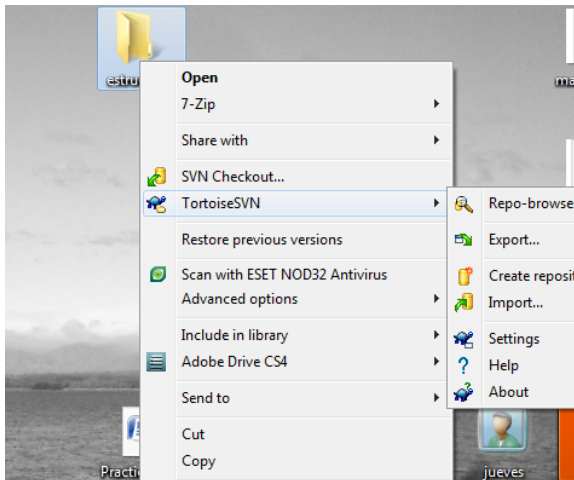 estru
Open
7-Zip
Share with
SVN Checkout...
TortoiseSVN
Restore previous versions
Scan with ESET NOD32 Antivirus
Advanced options
Include in library
Adobe Drive CS4
Send to
Cut
Copy
Repo-browse
Export...
Create reposit
Import...
Settings
Help
About
ma
Practi
jueves